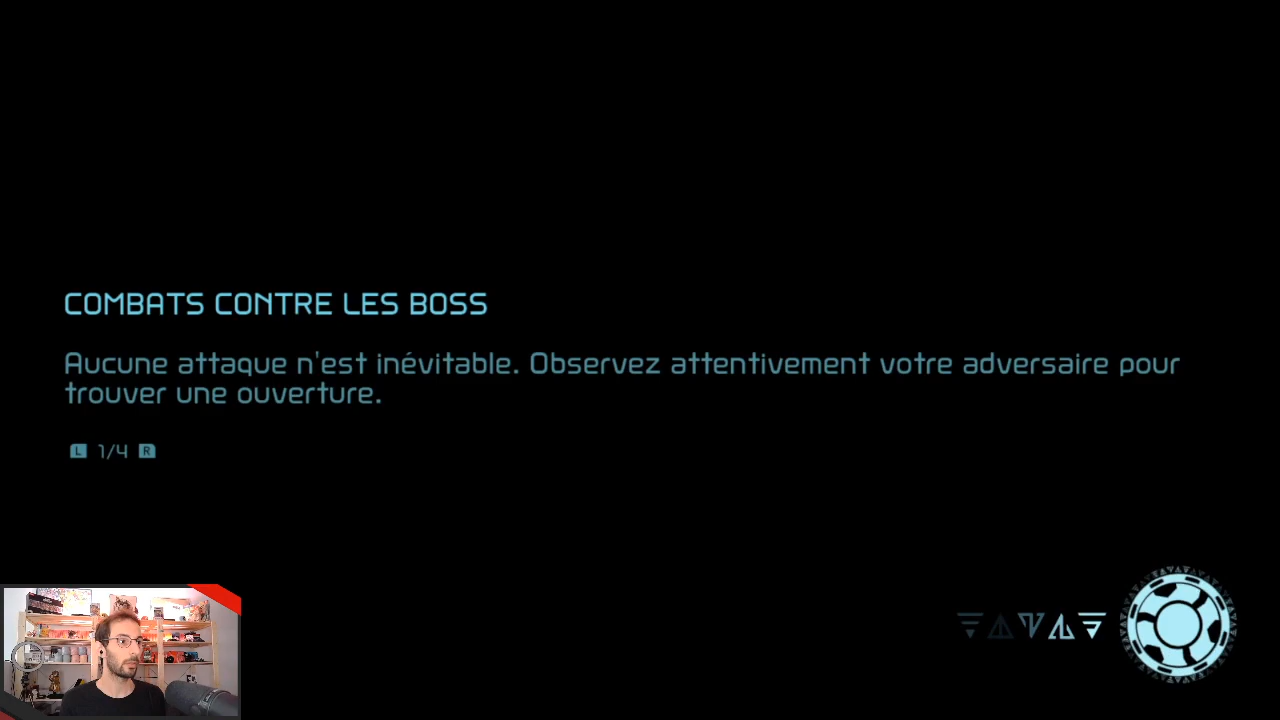 COMBATS CONTRE LES BOSS
Aucune attaque n'est inévitable. Observez attentivement votre adversaire pour
trouver une ouverture.
L 1/4 R